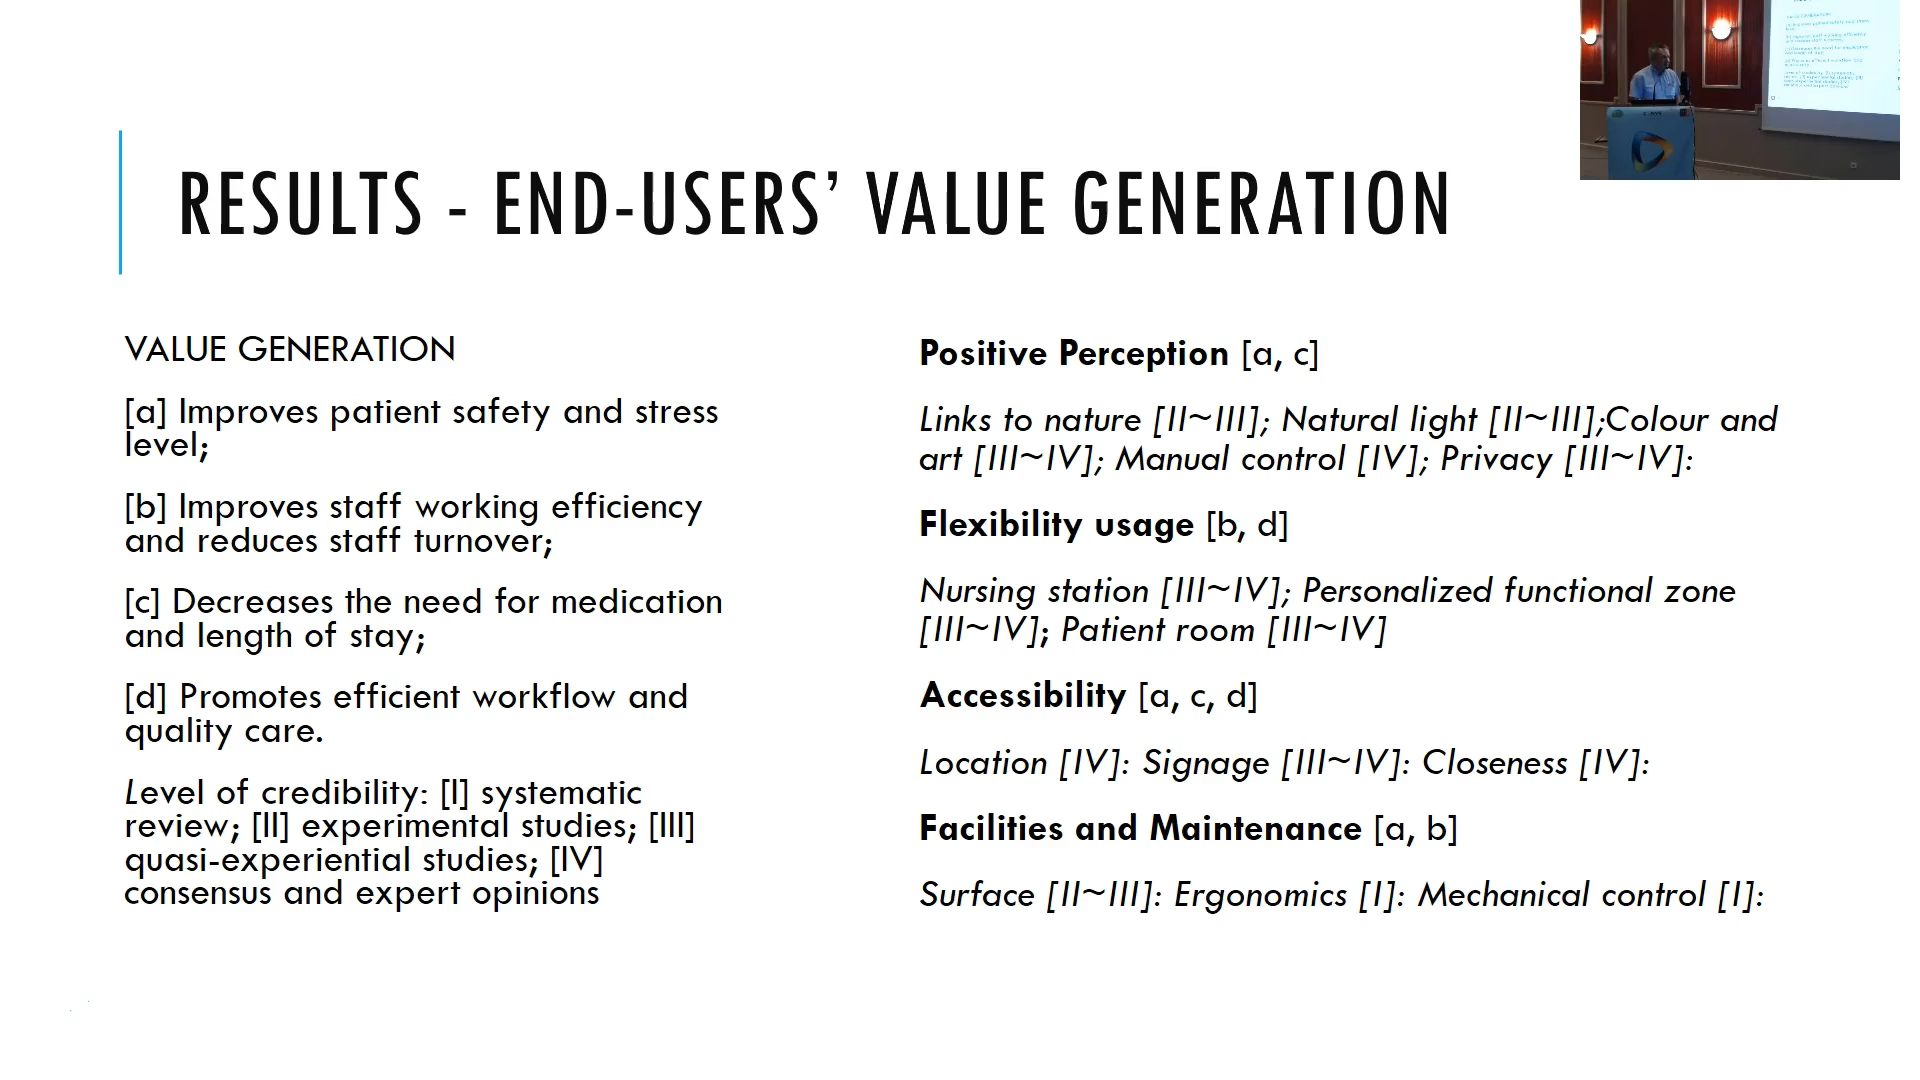 RESULTS - END-USERS’ VALUE GENERATION
VALUE GENERATION
[a] Improves patient safety and stress
level;
[b] Improves staff working efficiency
and reduces staff turnover;
[c] Decreases the need for medication
and length of stay;
[d] Promotes efficient workflow and
quality care.
Level of credibility: [I] systematic
review; [II] experimental studies; [III]
quasi-experiential studies; [IV]
consensus and expert opinions
Positive Perception [a, c]
Links to nature [II~III]; Natural light [II~III];Colour and
art [III~IV]; Manual control [IV]; Privacy [III~IV]:
Flexibility usage [b, d]
Nursing station [III~IV]; Personalized functional zone
[III~IV]; Patient room [III~IV]
Accessibility [a, c, d]
Location [IV]: Signage [III~IV]: Closeness [IV]:
Facilities and Maintenance [a, b]
Surface [II~III]: Ergonomics [I]: Mechanical control [I]: